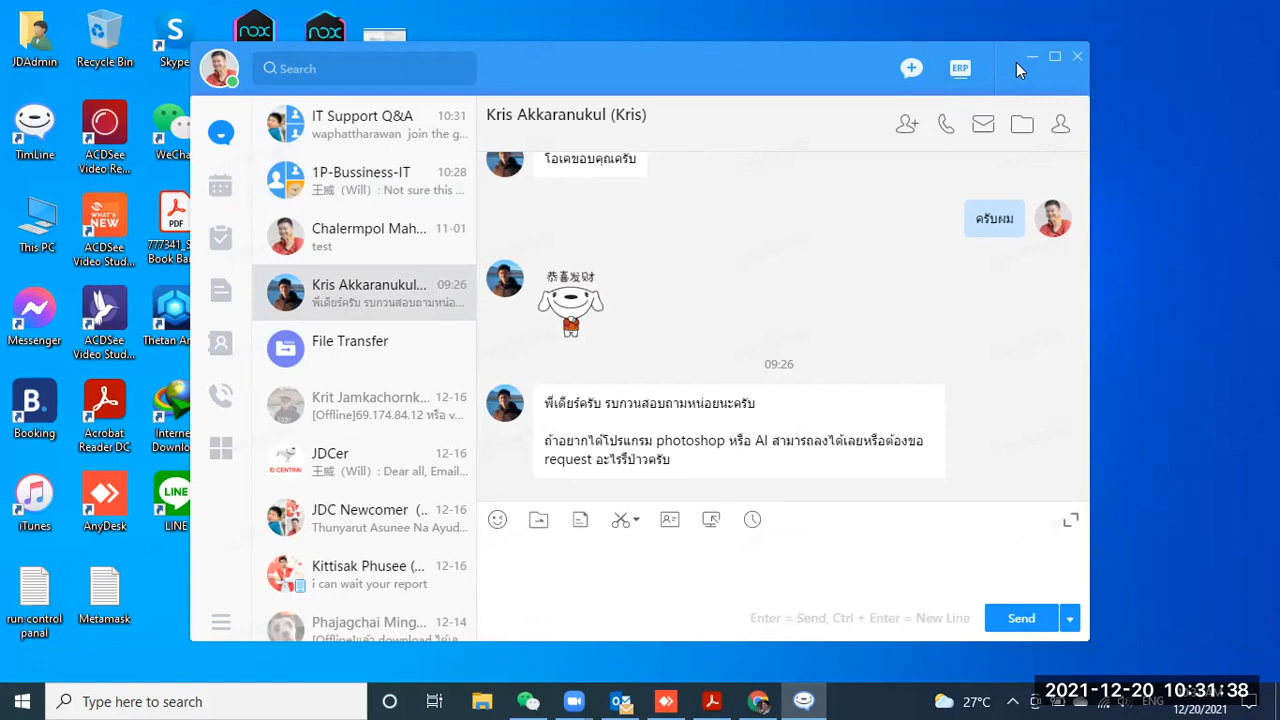 JDAdmin
Recycle Bin
Skype
nox
nox
TimLine
ACDSee
Video Re...
WeCha
This PC
WHAT'S
NEW
ACDSee
Video Stud...
PDF
777341_S
Book Ban
Messenger
ACDSee
Video Stud...
Thetan Ar
B.
Booking
Acrobat
Reader DC
Interne
Downlo
iTunes
AnyDesk
LINE
LINE
run control
panal
Metamask
Search
ERP
IT Support Q&A 10:31
waphattharawan join the g...
1P-Bussiness-IT 10:28
王威（Will）: Not sure this ...
Chalermpol Mah... 11-01
test
Kris Akkaranukul... 09:26
พี่เดียร์ครับ รบกวนสอบถามหน่อ...
File Transfer
Krit Jamkachornk... 12-16
[Offline]69.174.84.12 หรือ v...
JDCer 12-16
王威（Will）: Dear all, Email...
JDC Newcomer（... 12-16
Thunyarut Asunee Na Ayud...
Kittisak Phusee (... 12-16
i can wait your report
Phajagchai Ming... 12-14
Kris Akkaranukul (Kris)
โอเคขอบคุณครับ
ครับผม
恭喜发财
09:26
พี่เดียร์ครับ รบกวนสอบถามหน่อยนะครับ
ถ้าอยากได้โปรแกรม photoshop หรือ AI สามารถลงได้เลยหรือต้องขอ
request อะไรรึป่าวครับ
Enter = Send, Ctrl + Enter = New Line
Send
Type here to search
27°C
ENG
12/20/2021
2021-12-20 10:31:38